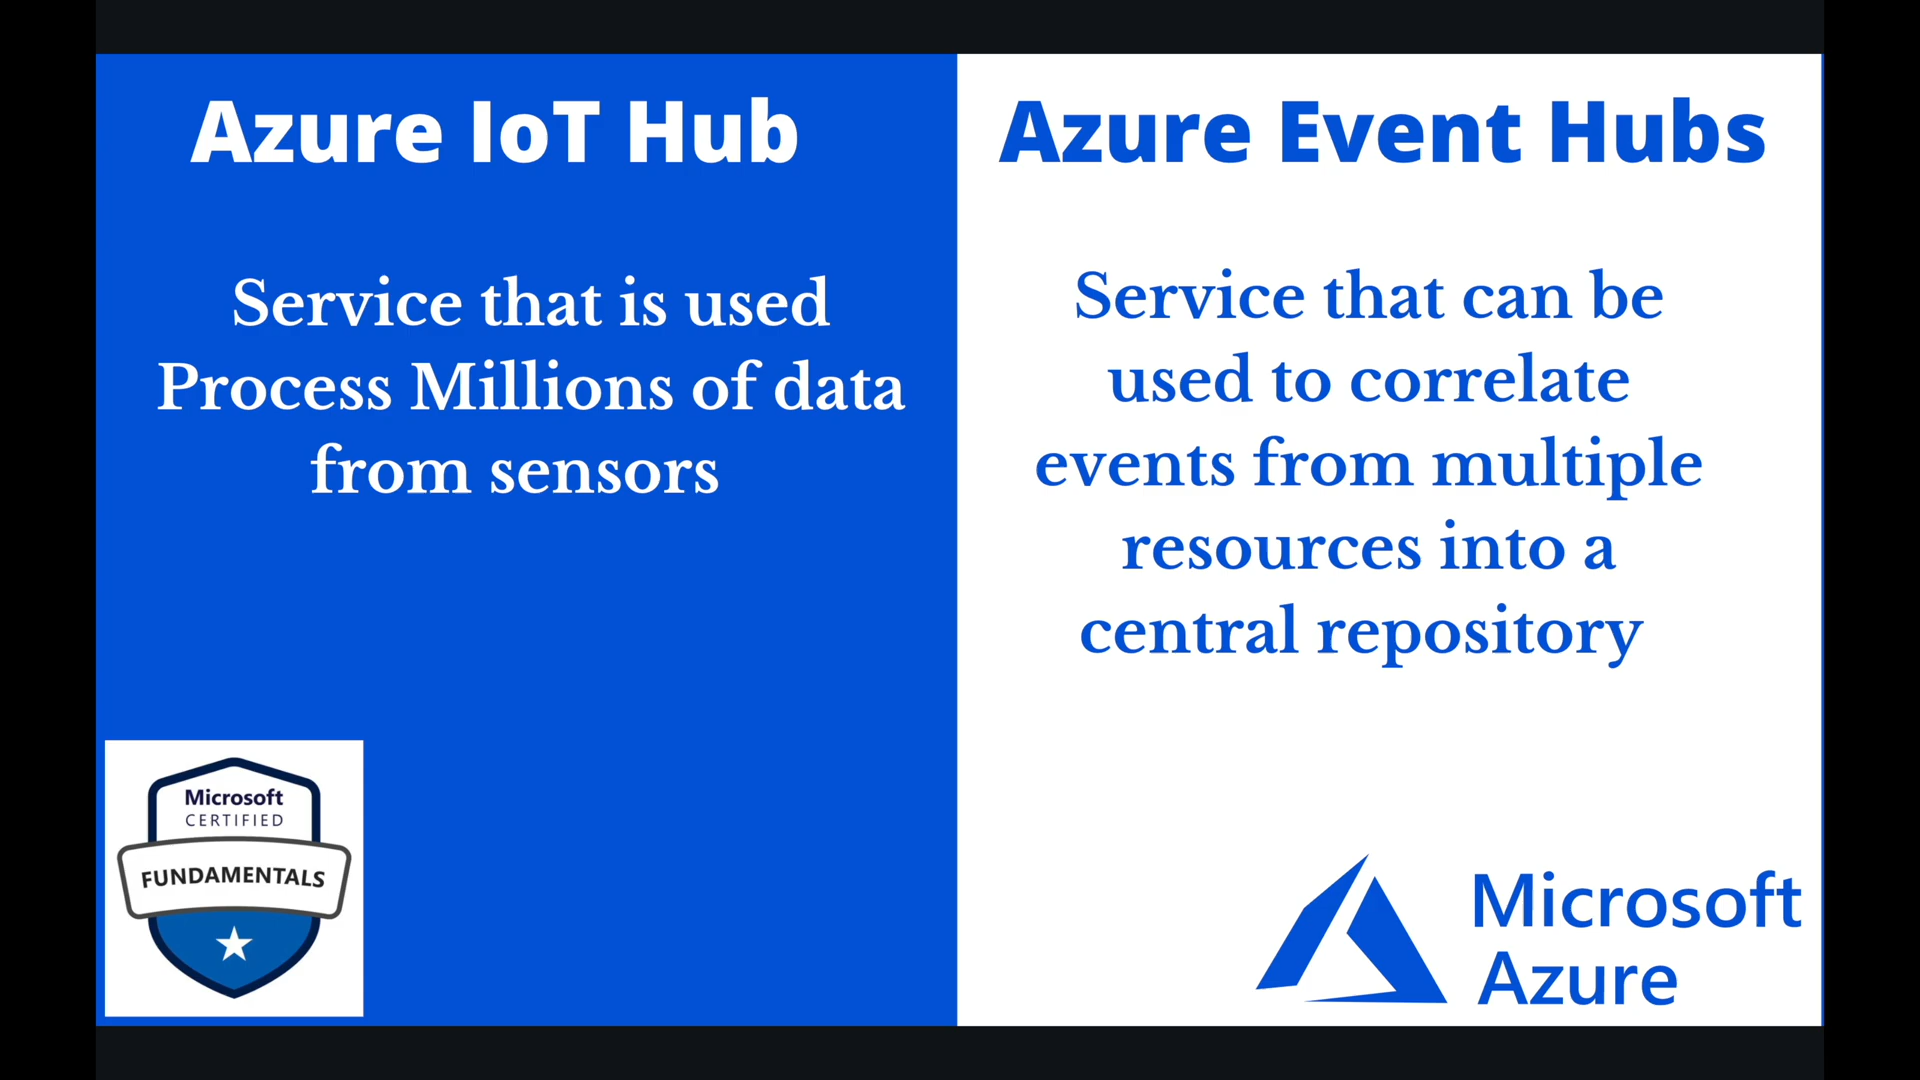 Azure IoT Hub
Service that is used
Process Millions of data
from sensors
Microsoft
CERTIFIED
FUNDAMENTALS
Azure Event Hubs
Service that can be
used to correlate
events from multiple
resources into a
central repository
Microsoft
Azure